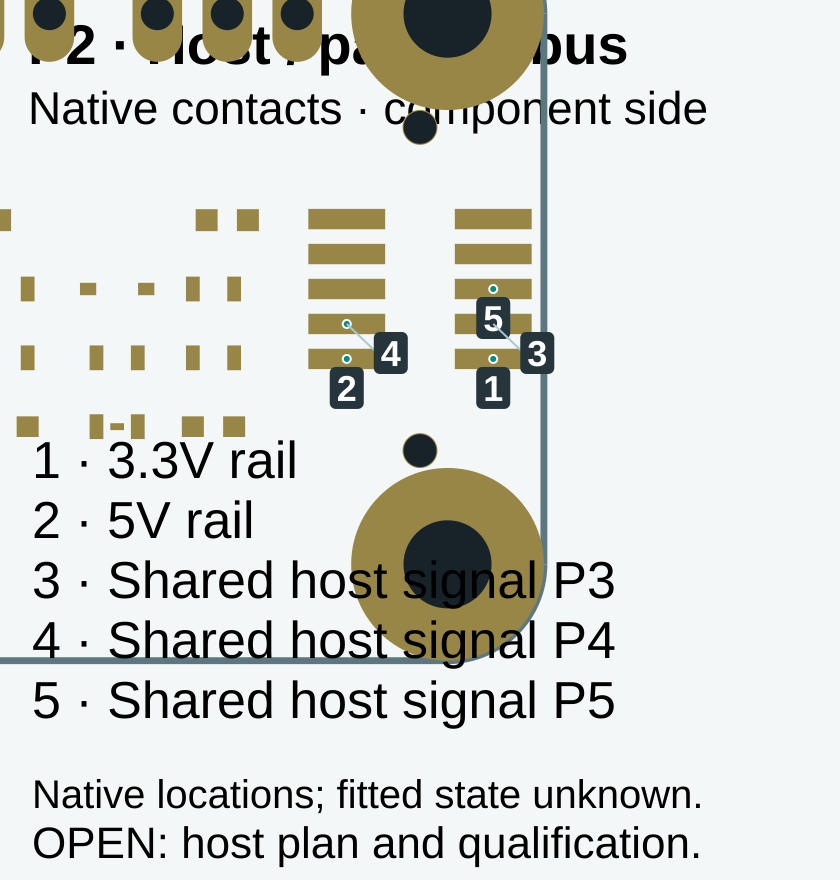 · Host / bus
Native contacts · component side
5
4
3
2
1
1 · 3.3V rail
2 · 5V rail
3 · Shared host signal P3
4 · Shared host signal P4
5 · Shared host signal P5
Native locations; fitted state unknown.
OPEN: host plan and qualification.